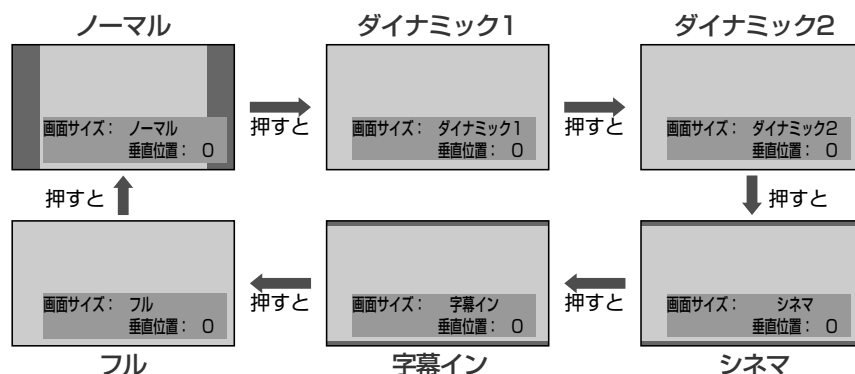 ノーマル
ダイナミック1
ダイナミック2
画面サイズ： ノーマル
垂直位置： 0
押すと
画面サイズ： ダイナミック1
垂直位置： 0
押すと
画面サイズ： ダイナミック2
垂直位置： 0
押すと
押すと
画面サイズ： フル
垂直位置： 0
押すと
画面サイズ： 字幕イン
垂直位置： 0
押すと
画面サイズ： シネマ
垂直位置： 0
フル
字幕イン
シネマ